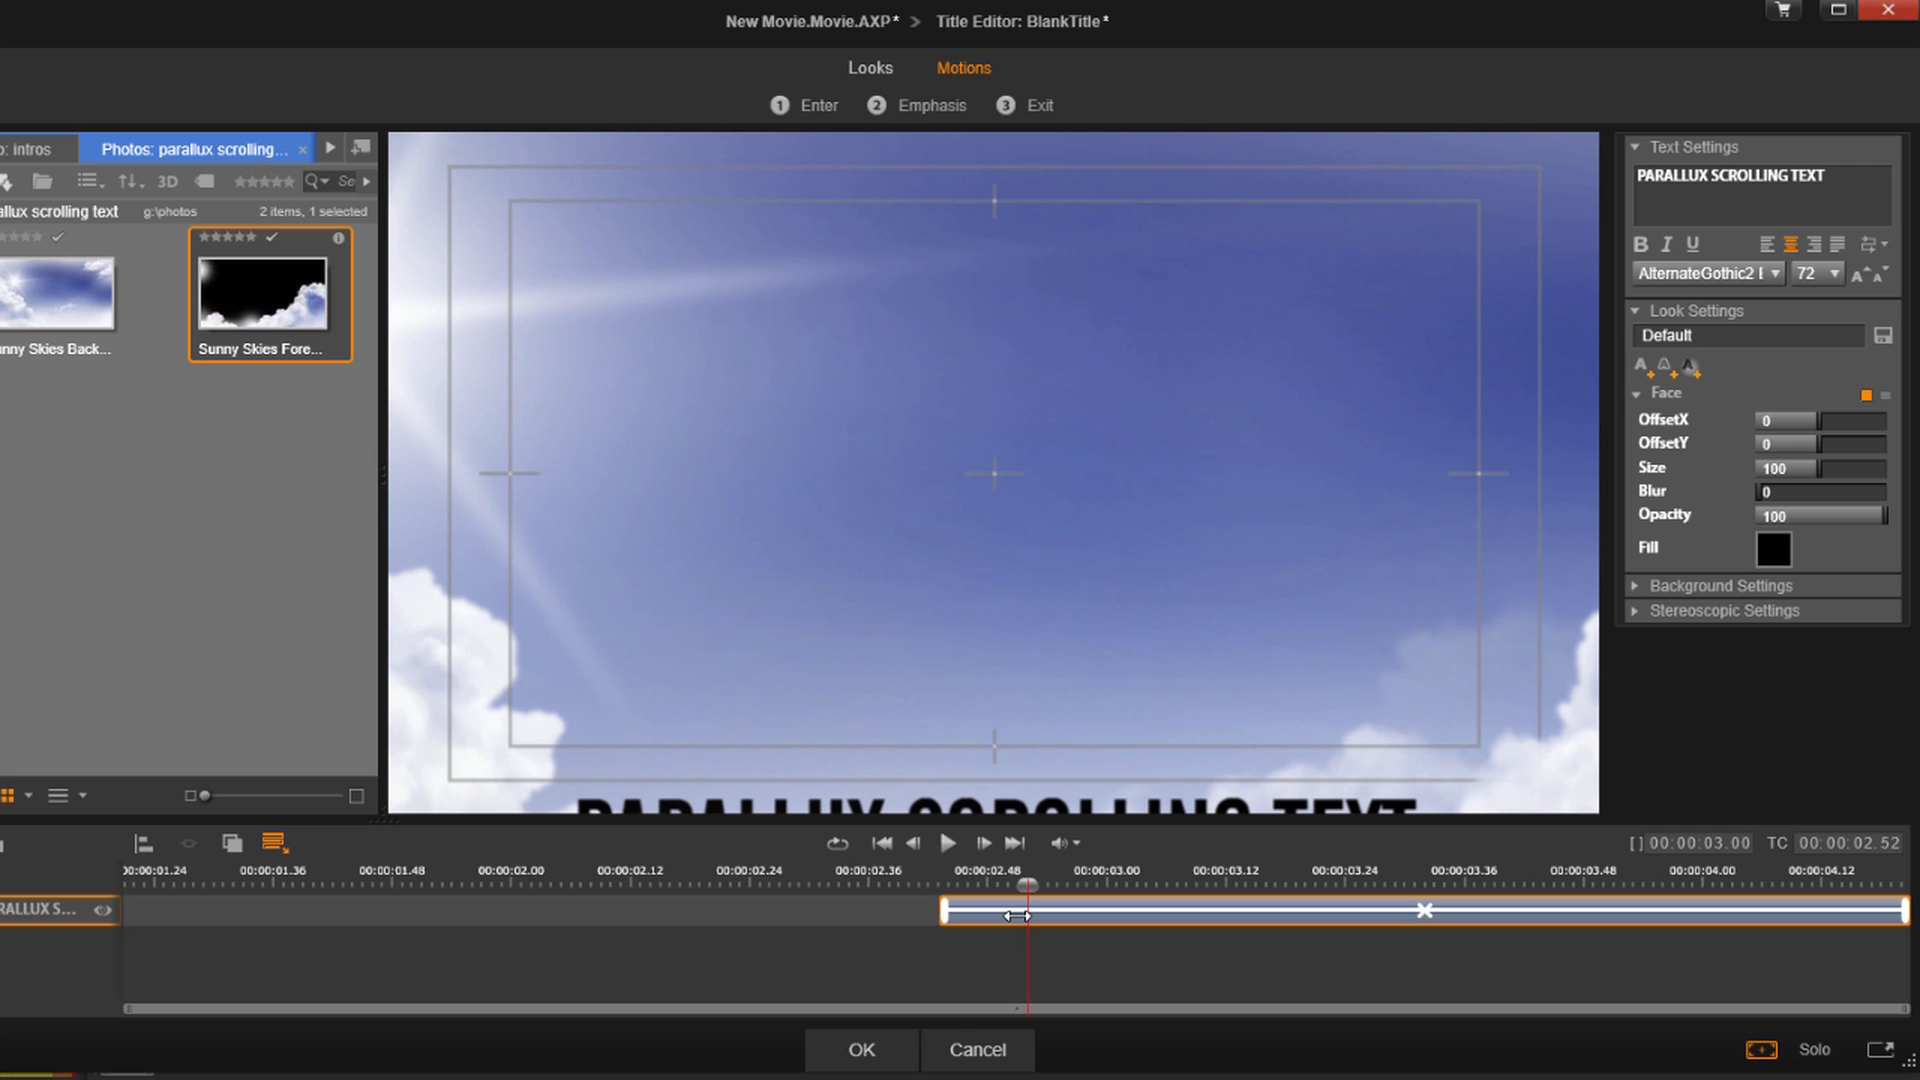 New Movie.Movie.AXP* > Title Editor: BlankTitle*
Looks Motions
1 Enter 2 Emphasis 3 Exit
o: intros Photos: parallux scrolling... ×
3D Se
allux scrolling text g:\photos 2 items, 1 selected
unny Skies Back... Sunny Skies Fore...
Text Settings
PARALLUX SCROLLING TEXT
B I U
AlternateGothic2 72
Look Settings
Default
Face
OffsetX 0
OffsetY 0
Size 100
Blur 0
Opacity 100
Fill
Background Settings
Stereoscopic Settings
PARALLUX SCROLLING TEXT
[ ] 00:00:03.00 TC 00:00:02.52
00:00:01.24 00:00:01.36 00:00:01.48 00:00:02.00 00:00:02.12 00:00:02.24 00:00:02.36 00:00:02.48 00:00:03.00 00:00:03.12 00:00:03.24 00:00:03.36 00:00:03.48 00:00:04.00 00:00:04.12
RALLUX S...
OK Cancel Solo